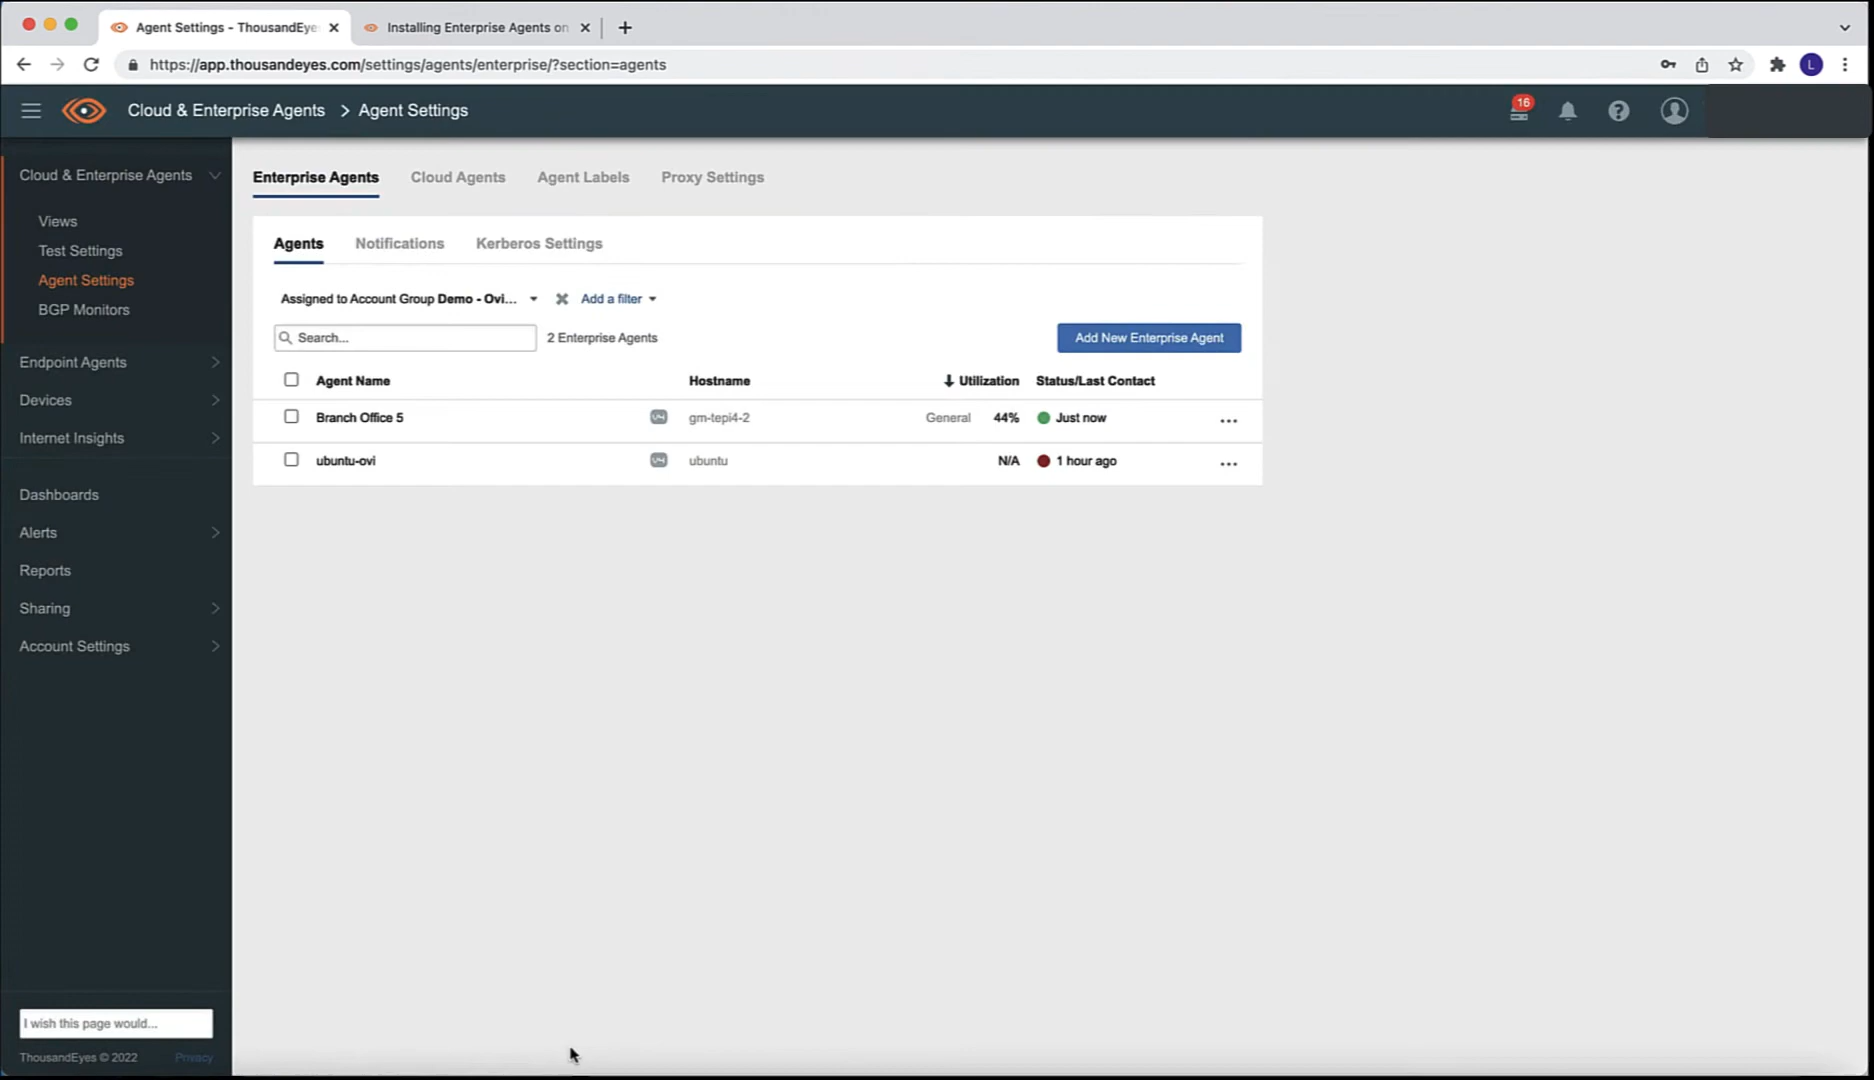 Agent Settings - ThousandEye
Installing Enterprise Agents on
https://app.thousandeyes.com/settings/agents/enterprise/?section=agents
L
Cloud & Enterprise Agents > Agent Settings
16
Cloud & Enterprise Agents
Views
Test Settings
Agent Settings
BGP Monitors
Endpoint Agents
Devices
Internet Insights
Dashboards
Alerts
Reports
Sharing
Account Settings
I wish this page would...
ThousandEyes © 2022 Privacy
Enterprise Agents Cloud Agents Agent Labels Proxy Settings
Agents Notifications Kerberos Settings
Assigned to Account Group Demo - Ovi... Add a filter
Search... 2 Enterprise Agents Add New Enterprise Agent
Agent Name Hostname Utilization Status/Last Contact
Branch Office 5 V4 gm-tepi4-2 General 44% Just now ...
ubuntu-ovi V4 ubuntu N/A 1 hour ago ...